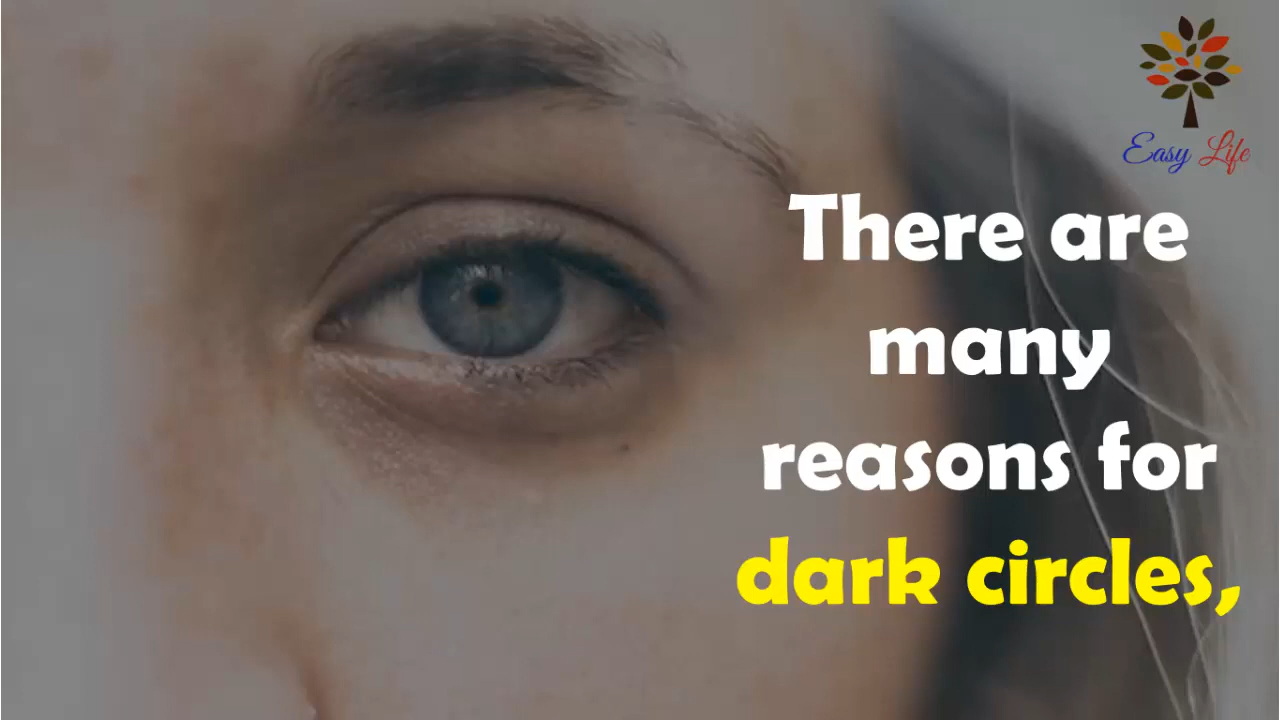 Easy Life
There are
many
reasons for
dark circles,